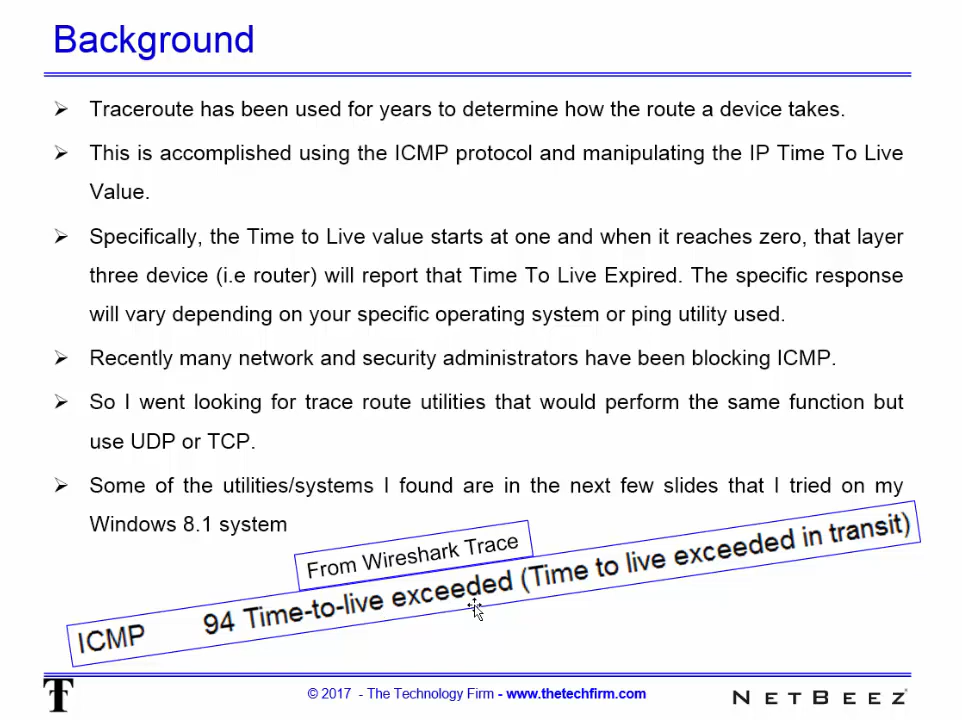 Background
Traceroute has been used for years to determine how the route a device takes.
This is accomplished using the ICMP protocol and manipulating the IP Time To Live
Value.
Specifically, the Time to Live value starts at one and when it reaches zero, that layer
three device (i.e router) will report that Time To Live Expired. The specific response
will vary depending on your specific operating system or ping utility used.
Recently many network and security administrators have been blocking ICMP.
So I went looking for trace route utilities that would perform the same function but
use UDP or TCP.
Some of the utilities/systems I found are in the next few slides that I tried on my
Windows 8.1 system
From Wireshark Trace
ICMP 94 Time-to-live exceeded (Time to live exceeded in transit)
© 2017 - The Technology Firm - www.thetechfirm.com
NETBEEZ